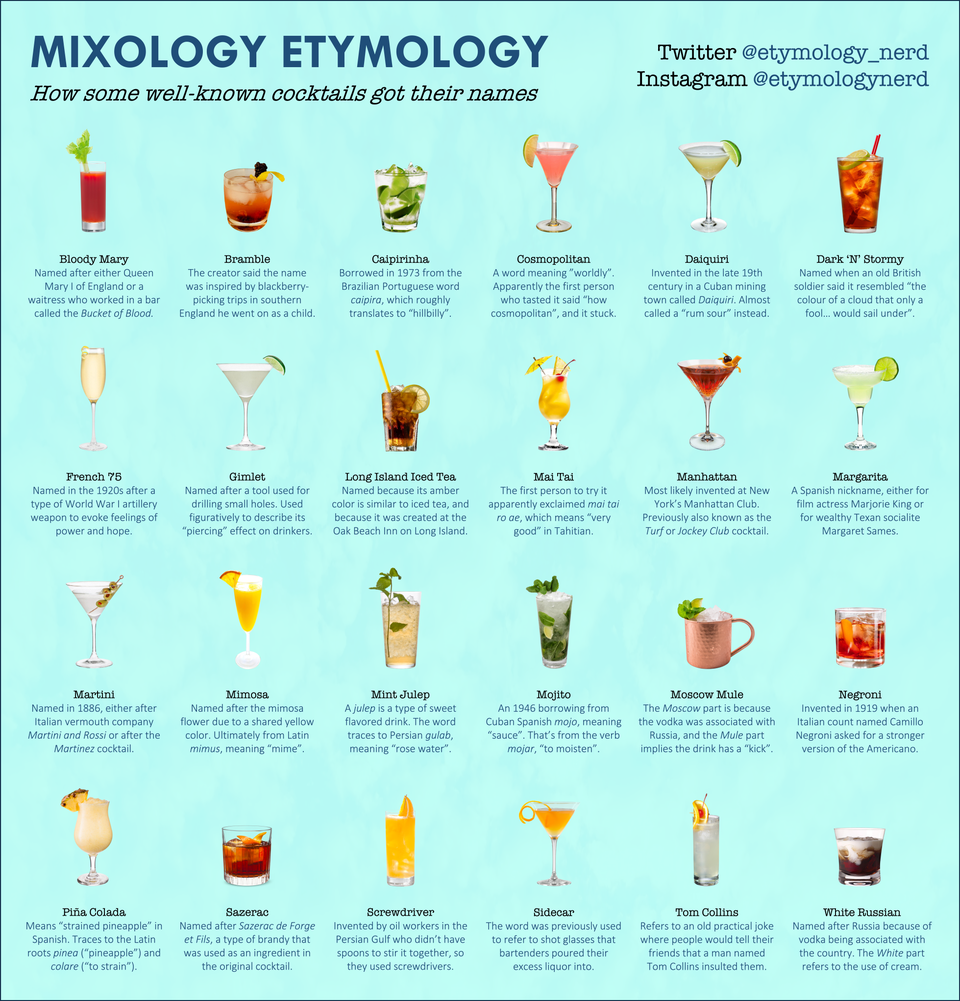 MIXOLOGY ETYMOLOGY
How some well-known cocktails got their names
Twitter @etymology_nerd
Instagram @etymologynerd
Bloody Mary
Named after either Queen
Mary I of England or a
waitress who worked in a bar
called the Bucket of Blood.
Bramble
The creator said the name
was inspired by blackberry-
picking trips in southern
England he went on as a child.
Caipirinha
Borrowed in 1973 from the
Brazilian Portuguese word
caipira, which roughly
translates to “hillbilly”.
Cosmopolitan
A word meaning ”worldly”.
Apparently the first person
who tasted it said “how
cosmopolitan”, and it stuck.
Daiquiri
Invented in the late 19th
century in a Cuban mining
town called Daiquiri. Almost
called a “rum sour” instead.
Dark ‘N’ Stormy
Named when an old British
soldier said it resembled “the
colour of a cloud that only a
fool... would sail under”.
French 75
Named in the 1920s after a
type of World War I artillery
weapon to evoke feelings of
power and hope.
Gimlet
Named after a tool used for
drilling small holes. Used
figuratively to describe its
“piercing” effect on drinkers.
Long Island Iced Tea
Named because its amber
color is similar to iced tea, and
because it was created at the
Oak Beach Inn on Long Island.
Mai Tai
The first person to try it
apparently exclaimed mai tai
ro ae, which means “very
good” in Tahitian.
Manhattan
Most likely invented at New
York’s Manhattan Club.
Previously also known as the
Turf or Jockey Club cocktail.
Margarita
A Spanish nickname, either for
film actress Marjorie King or
for wealthy Texan socialite
Margaret Sames.
Martini
Named in 1886, either after
Italian vermouth company
Martini and Rossi or after the
Martinez cocktail.
Mimosa
Named after the mimosa
flower due to a shared yellow
color. Ultimately from Latin
mimus, meaning “mime”.
Mint Julep
A julep is a type of sweet
flavored drink. The word
traces to Persian gulab,
meaning “rose water”.
Mojito
An 1946 borrowing from
Cuban Spanish mojo, meaning
“sauce”. That’s from the verb
mojar, “to moisten”.
Moscow Mule
The Moscow part is because
the vodka was associated with
Russia, and the Mule part
implies the drink has a “kick”.
Negroni
Invented in 1919 when an
Italian count named Camillo
Negroni asked for a stronger
version of the Americano.
Piña Colada
Means “strained pineapple” in
Spanish. Traces to the Latin
roots pinea (“pineapple”) and
colare (“to strain”).
Sazerac
Named after Sazerac de Forge
et Fils, a type of brandy that
was used as an ingredient in
the original cocktail.
Screwdriver
Invented by oil workers in the
Persian Gulf who didn’t have
spoons to stir it together, so
they used screwdrivers.
Sidecar
The word was previously used
to refer to shot glasses that
bartenders poured their
excess liquor into.
Tom Collins
Refers to an old practical joke
where people would tell their
friends that a man named
Tom Collins insulted them.
White Russian
Named after Russia because of
vodka being associated with
the country. The White part
refers to the use of cream.